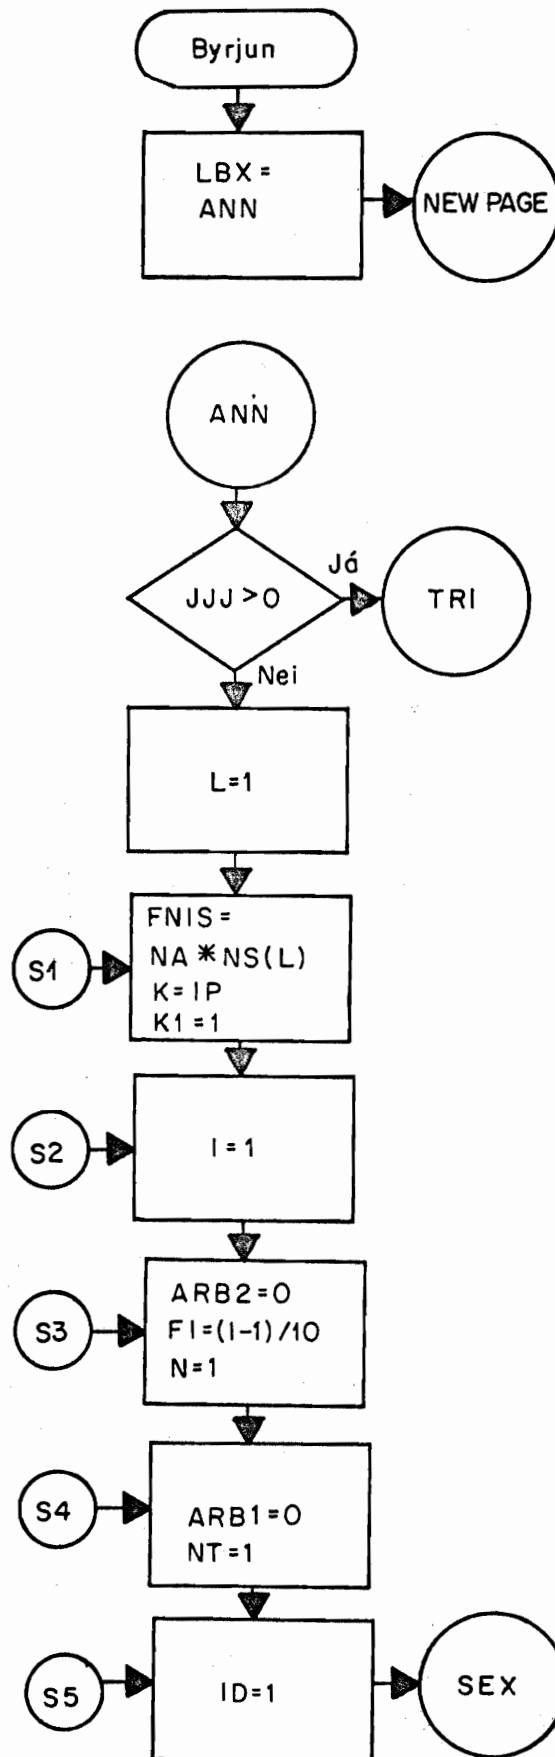 Byrjun
LBX =
ANN
NEW PAGE
ANN
JJJ > 0
Já
TRI
Nei
L=1
FNIS =
NA * NS(L)
K = IP
K1 = 1
S1
I = 1
S2
ARB2=0
FI=(I-1)/10
N=1
S3
ARB1=0
NT=1
S4
ID=1
S5
SEX